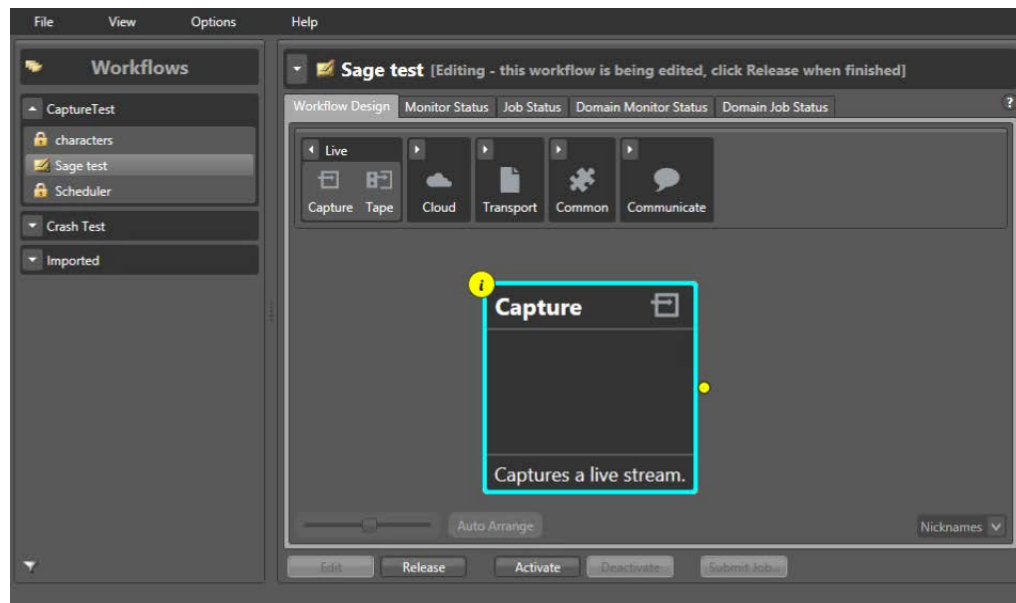 File View Options Help
Workflows
CaptureTest
characters
Sage test
Scheduler
Crash Test
Imported
Sage test [Editing - this workflow is being edited, click Release when finished]
Workflow Design Monitor Status Job Status Domain Monitor Status Domain Job Status ?
Live
Capture Tape Cloud Transport Common Communicate
i
Capture
Captures a live stream.
Auto Arrange Nicknames
Edit Release Activate Deactivate Submit Job...